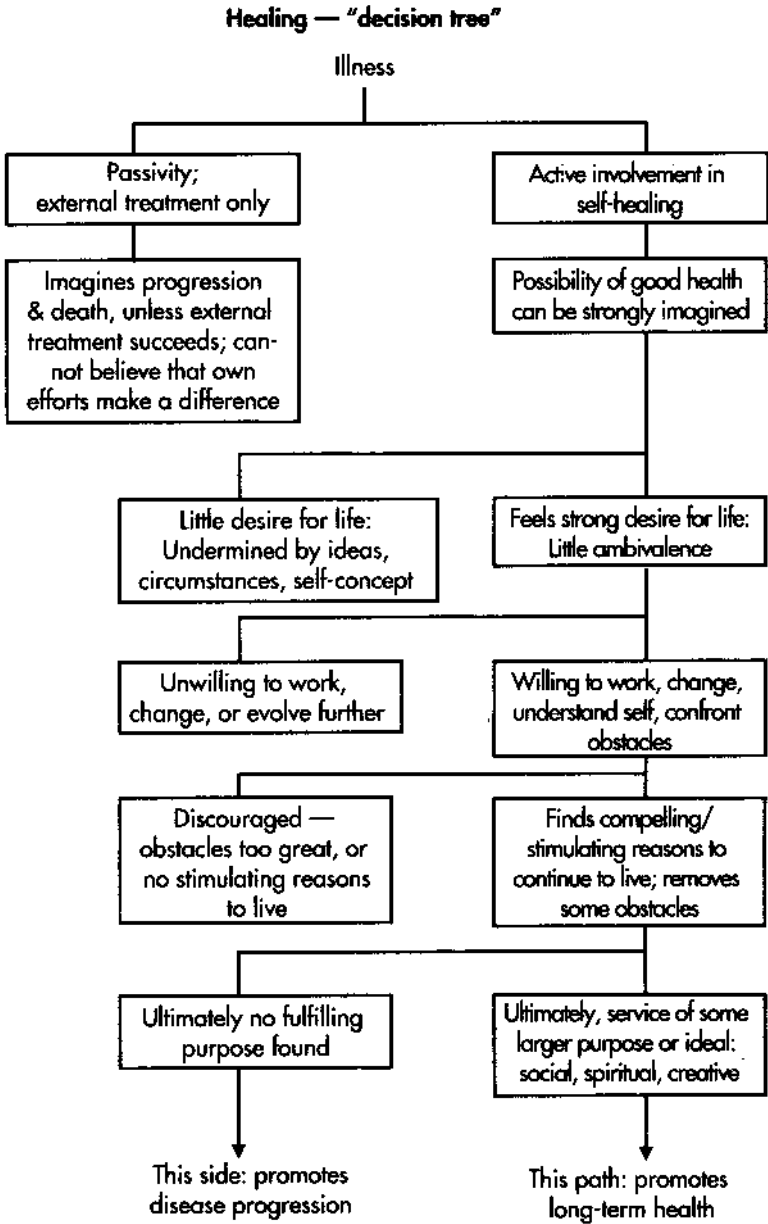 Healing — “decision tree”
Illness
Passivity;
external treatment only
Active involvement in
self-healing
Imagines progression
& death, unless external
treatment succeeds; can-
not believe that own
efforts make a difference
Possibility of good health
can be strongly imagined
Little desire for life:
Undermined by ideas,
circumstances, self-concept
Feels strong desire for life:
Little ambivalence
Unwilling to work,
change, or evolve further
Willing to work, change,
understand self, confront
obstacles
Discouraged —
obstacles too great, or
no stimulating reasons
to live
Finds compelling/
stimulating reasons to
continue to live; removes
some obstacles
Ultimately no fulfilling
purpose found
Ultimately, service of some
larger purpose or ideal:
social, spiritual, creative
This side: promotes
disease progression
This path: promotes
long-term health